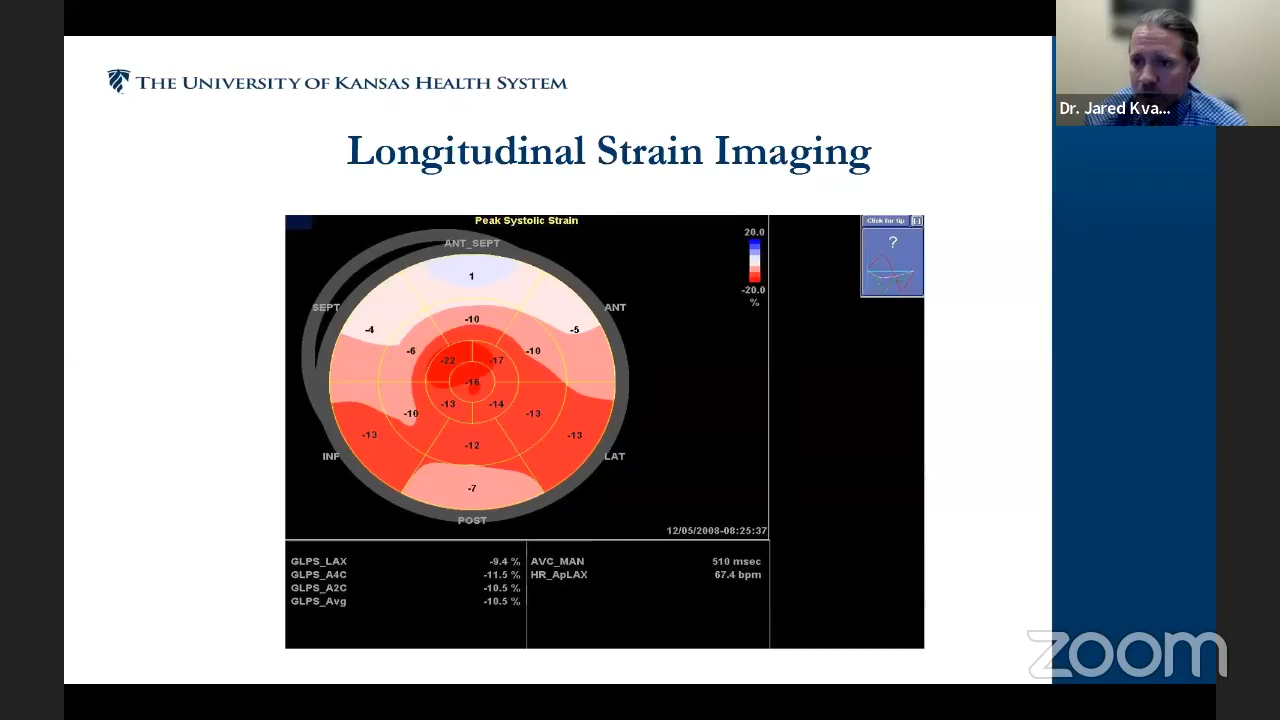 Dr. Jared Kva...
THE UNIVERSITY OF KANSAS HEALTH SYSTEM
Longitudinal Strain Imaging
Peak Systolic Strain
Click for tip
?
20.0
-20.0
%
ANT_SEPT
SEPT
ANT
INF
LAT
POST
1
-4
-5
-10
-6
-10
-22
-17
-16
-13
-14
-10
-13
-13
-13
-12
-7
12/05/2008-08:25:37
GLPS_LAX -9.4 %
GLPS_A4C -11.5 %
GLPS_A2C -10.5 %
GLPS_Avg -10.5 %
AVC_MAN 510 msec
HR_ApLAX 67.4 bpm
zoom